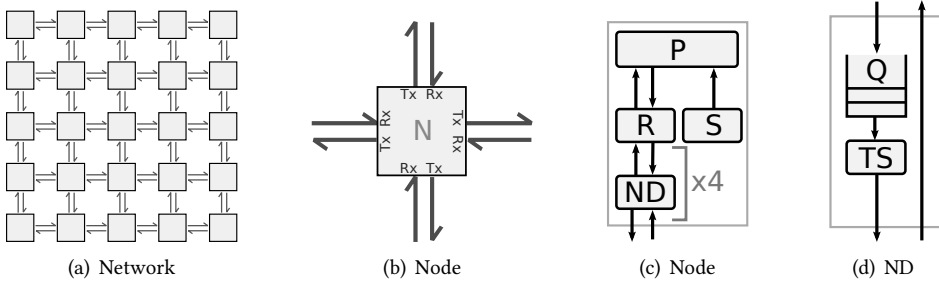 Tx Rx
Rx
Tx
N
Tx
Rx
Rx Tx
P
R
S
ND
x4
Q
TS
(a) Network
(b) Node
(c) Node
(d) ND